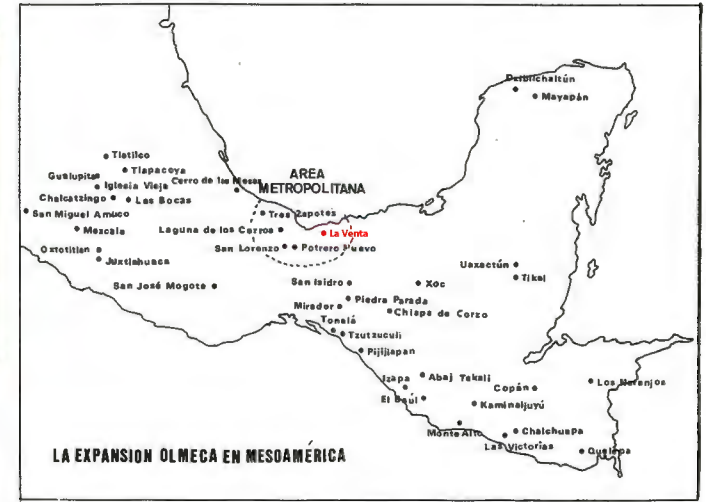 Dzibilchaltún
Mayapán
Tlatilco
Tlapacoya
Gualupita
Iglesia Vieja
Cerro de las Mesas
AREA
METROPOLITANA
Chalcatzingo
Las Bocas
San Miguel Amuco
Tres Zapotes
Mezcala
Laguna de los Cerros
La Venta
San Lorenzo
Potrero Nuevo
Oxtotitlan
Juxtlahuaca
Uaxactún
Tikal
San José Mogote
San Isidro
Xoc
Piedra Parada
Mirador
Chiapa de Corzo
Tonalá
Tzutzuculi
Pijijiapan
Izapa
Abaj Takali
Copán
Los Naranjos
El Baúl
Kaminaljuyú
Monte Alto
Chalchuapa
Las Victorias
Quelepa
LA EXPANSION OLMECA EN MESOAMÉRICA